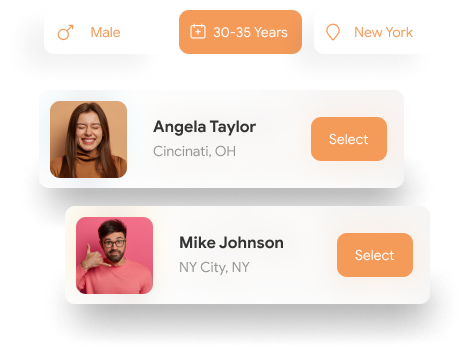 Male
30-35 Years
New York
Angela Taylor
Cincinati, OH
Select
Mike Johnson
NY City, NY
Select